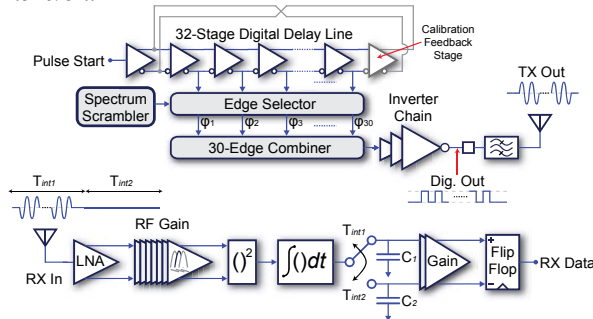 32-Stage Digital Delay Line
Calibration
Feedback
Stage
Pulse Start
TX Out
Spectrum
Scrambler
Edge Selector
Inverter
Chain
φ1 φ2 φ3 ......... φ30
30-Edge Combiner
Dig. Out
Tint1 Tint2
RF Gain
LNA
RX In
()²
∫()dt
Tint1
Tint2
C1
C2
Gain
+
-
Flip
Flop
RX Data